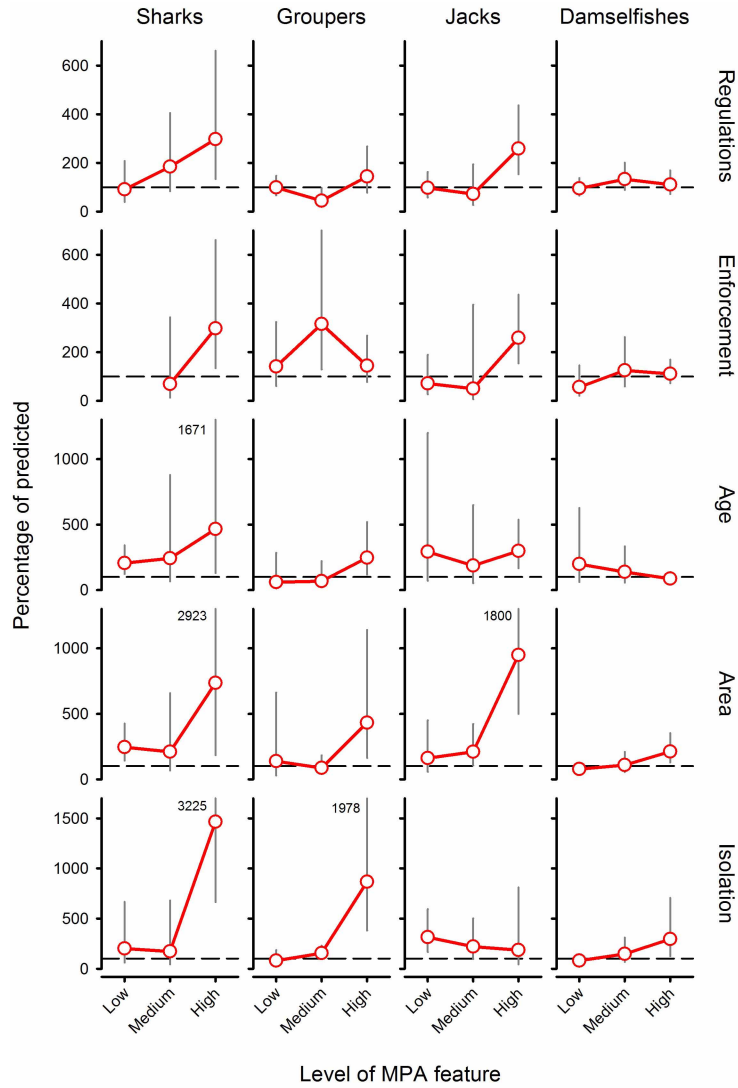 Sharks Groupers Jacks Damselfishes
600
400
200
0
Regulations
600
400
200
0
Enforcement
1000
500
0
1671
Age
1000
500
0
2923
1800
Area
1500
1000
500
0
3225
1978
Isolation
Percentage of predicted
Low Medium High Low Medium High Low Medium High Low Medium High
Level of MPA feature